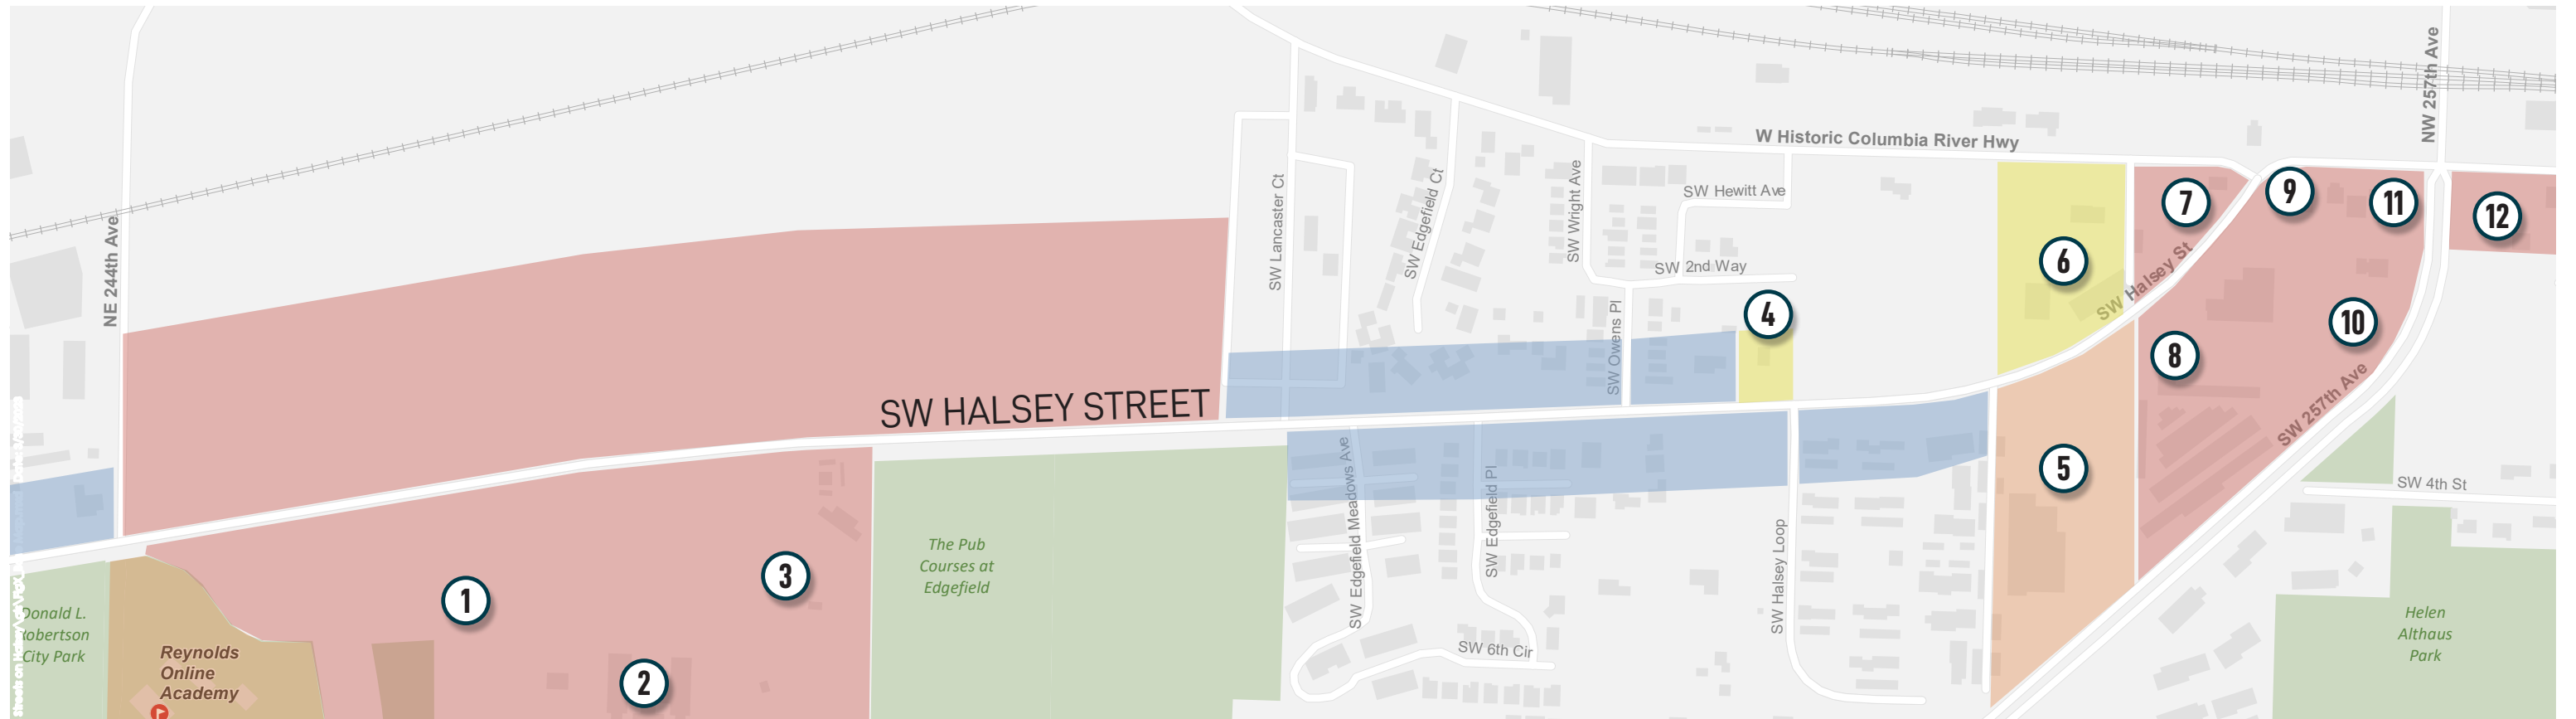 NW 257th Ave
W Historic Columbia River Hwy
SW Hewitt Ave
SW Wright Ave
SW Edgefield Ct
SW Lancaster Ct
NE 244th Ave
SW 2nd Way
SW Owens Pl
4
6
7
9
11
12
SW Halsey St
8
10
SW 257th Ave
SW HALSEY STREET
5
SW 4th St
SW Edgefield Meadows Ave
SW Edgefield Pl
SW Halsey Loop
SW 6th Cir
The Pub
Courses at
Edgefield
1
3
2
Donald L.
obertson
City Park
Reynolds
Online
Academy
Helen
Althaus
Park